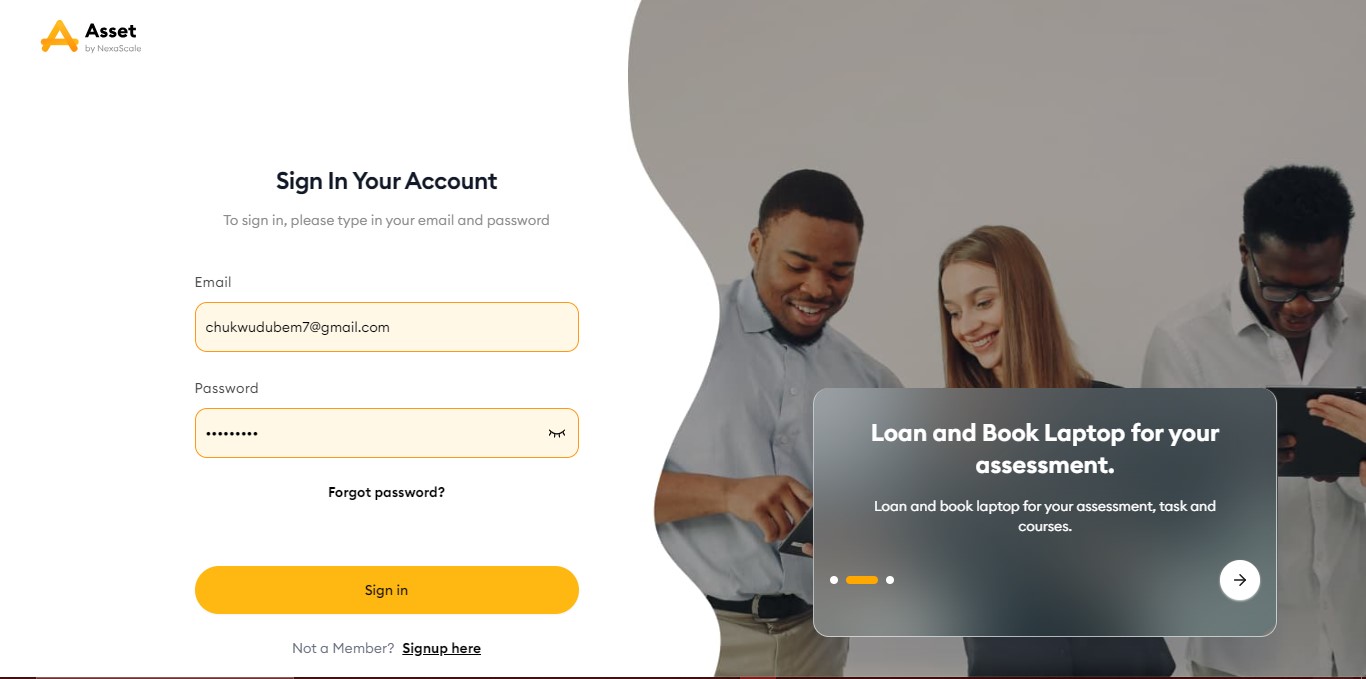 Asset
by NexaScale
Sign In Your Account
To sign in, please type in your email and password
Email
chukwudubem7@gmail.com
Password
•••••••••
Forgot password?
Sign in
Not a Member? Signup here
Loan and Book Laptop for your
assessment.
Loan and book laptop for your assessment, task and
courses.